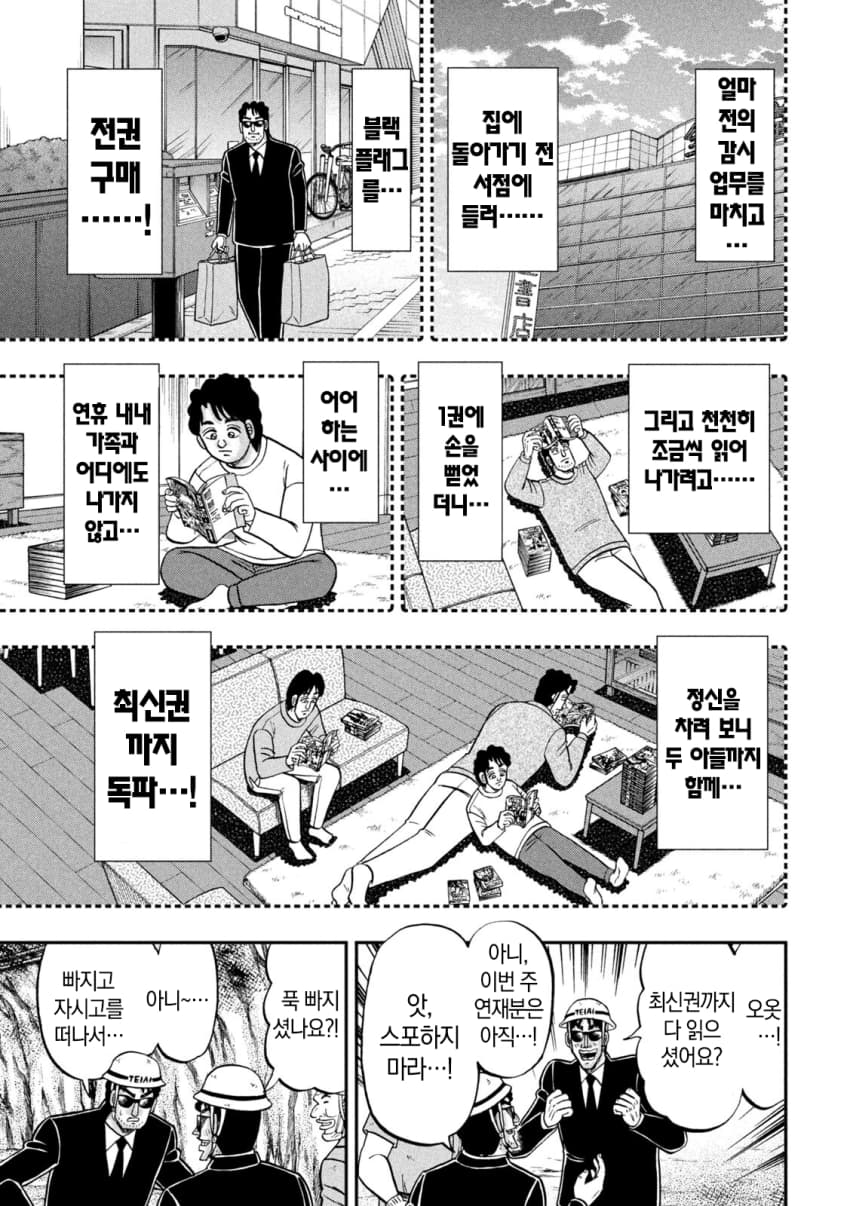 얼마
전의
감시
업무를
마치고
…
집에
돌아가기 전
서점에
들러……
書店
블랙
플래그
를…
전권
구매
……!
그리고 천천히
조금씩 읽어
나가려고……
1권에
손을
뻗었
더니…
어어
하는
사이에
…
연휴 내내
가족과
어디에도
나가지
않고…
정신을
차려 보니
두 아들까지
함께…
최신권
까지
독파…!
오옷
…!
최신권까지
다 읽으
셨어요?
아니,
이번 주
연재분은
아직…!
앗,
스포하지
마라…!
TEIAI
푹 빠지
셨나요?!
아니~…
빠지고
자시고를
떠나서…
TEIAI
TEIAI